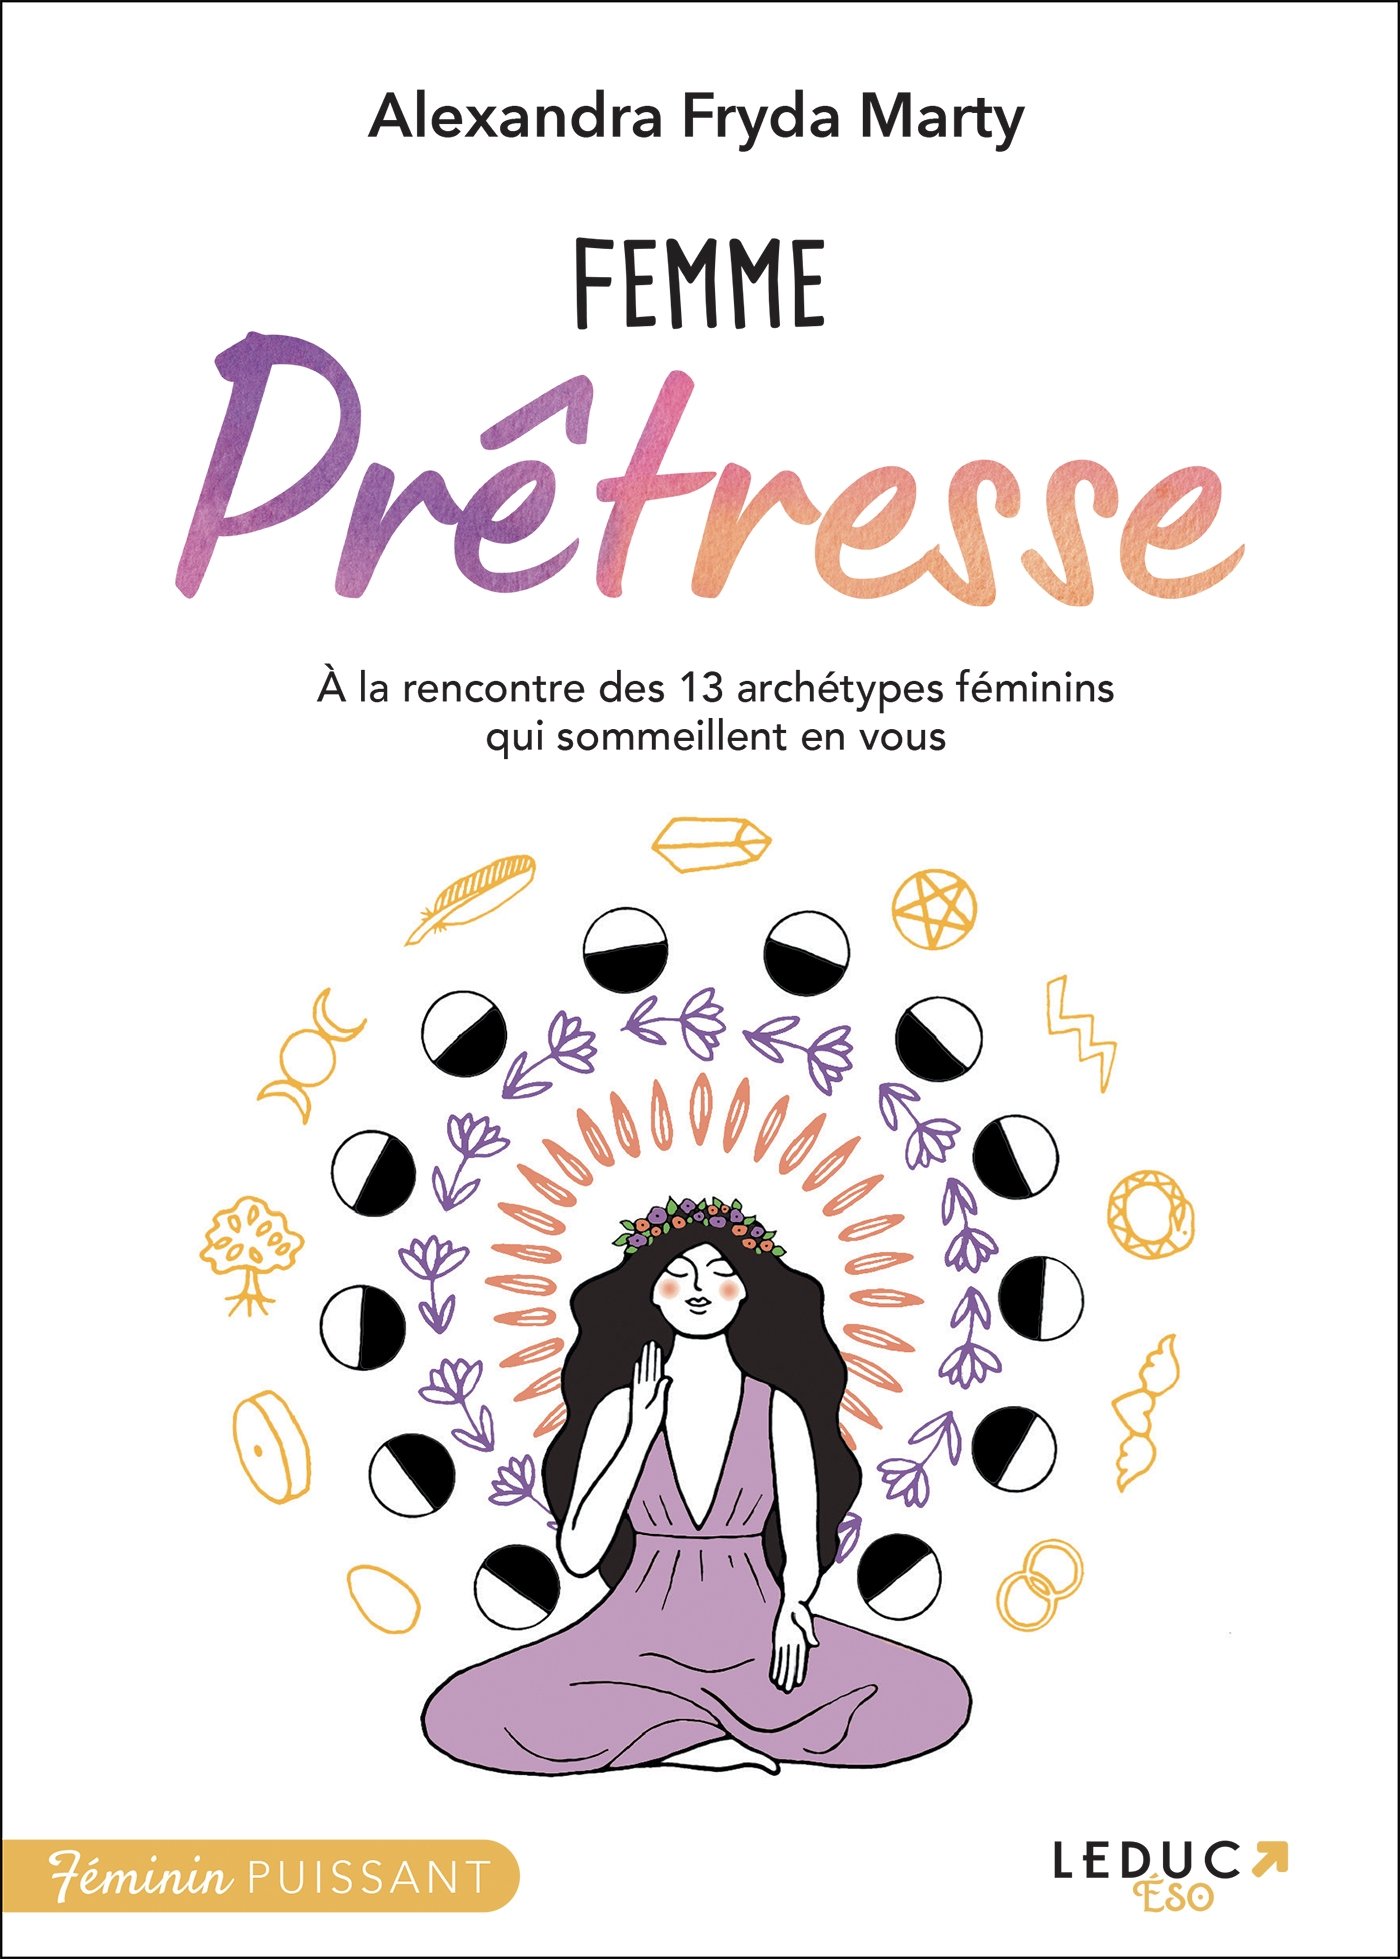 Alexandra Fryda Marty
FEMME
Prêtresse
À la rencontre des 13 archétypes féminins
qui sommeillent en vous
Féminin PUISSANT
LEDUC
ÉSO